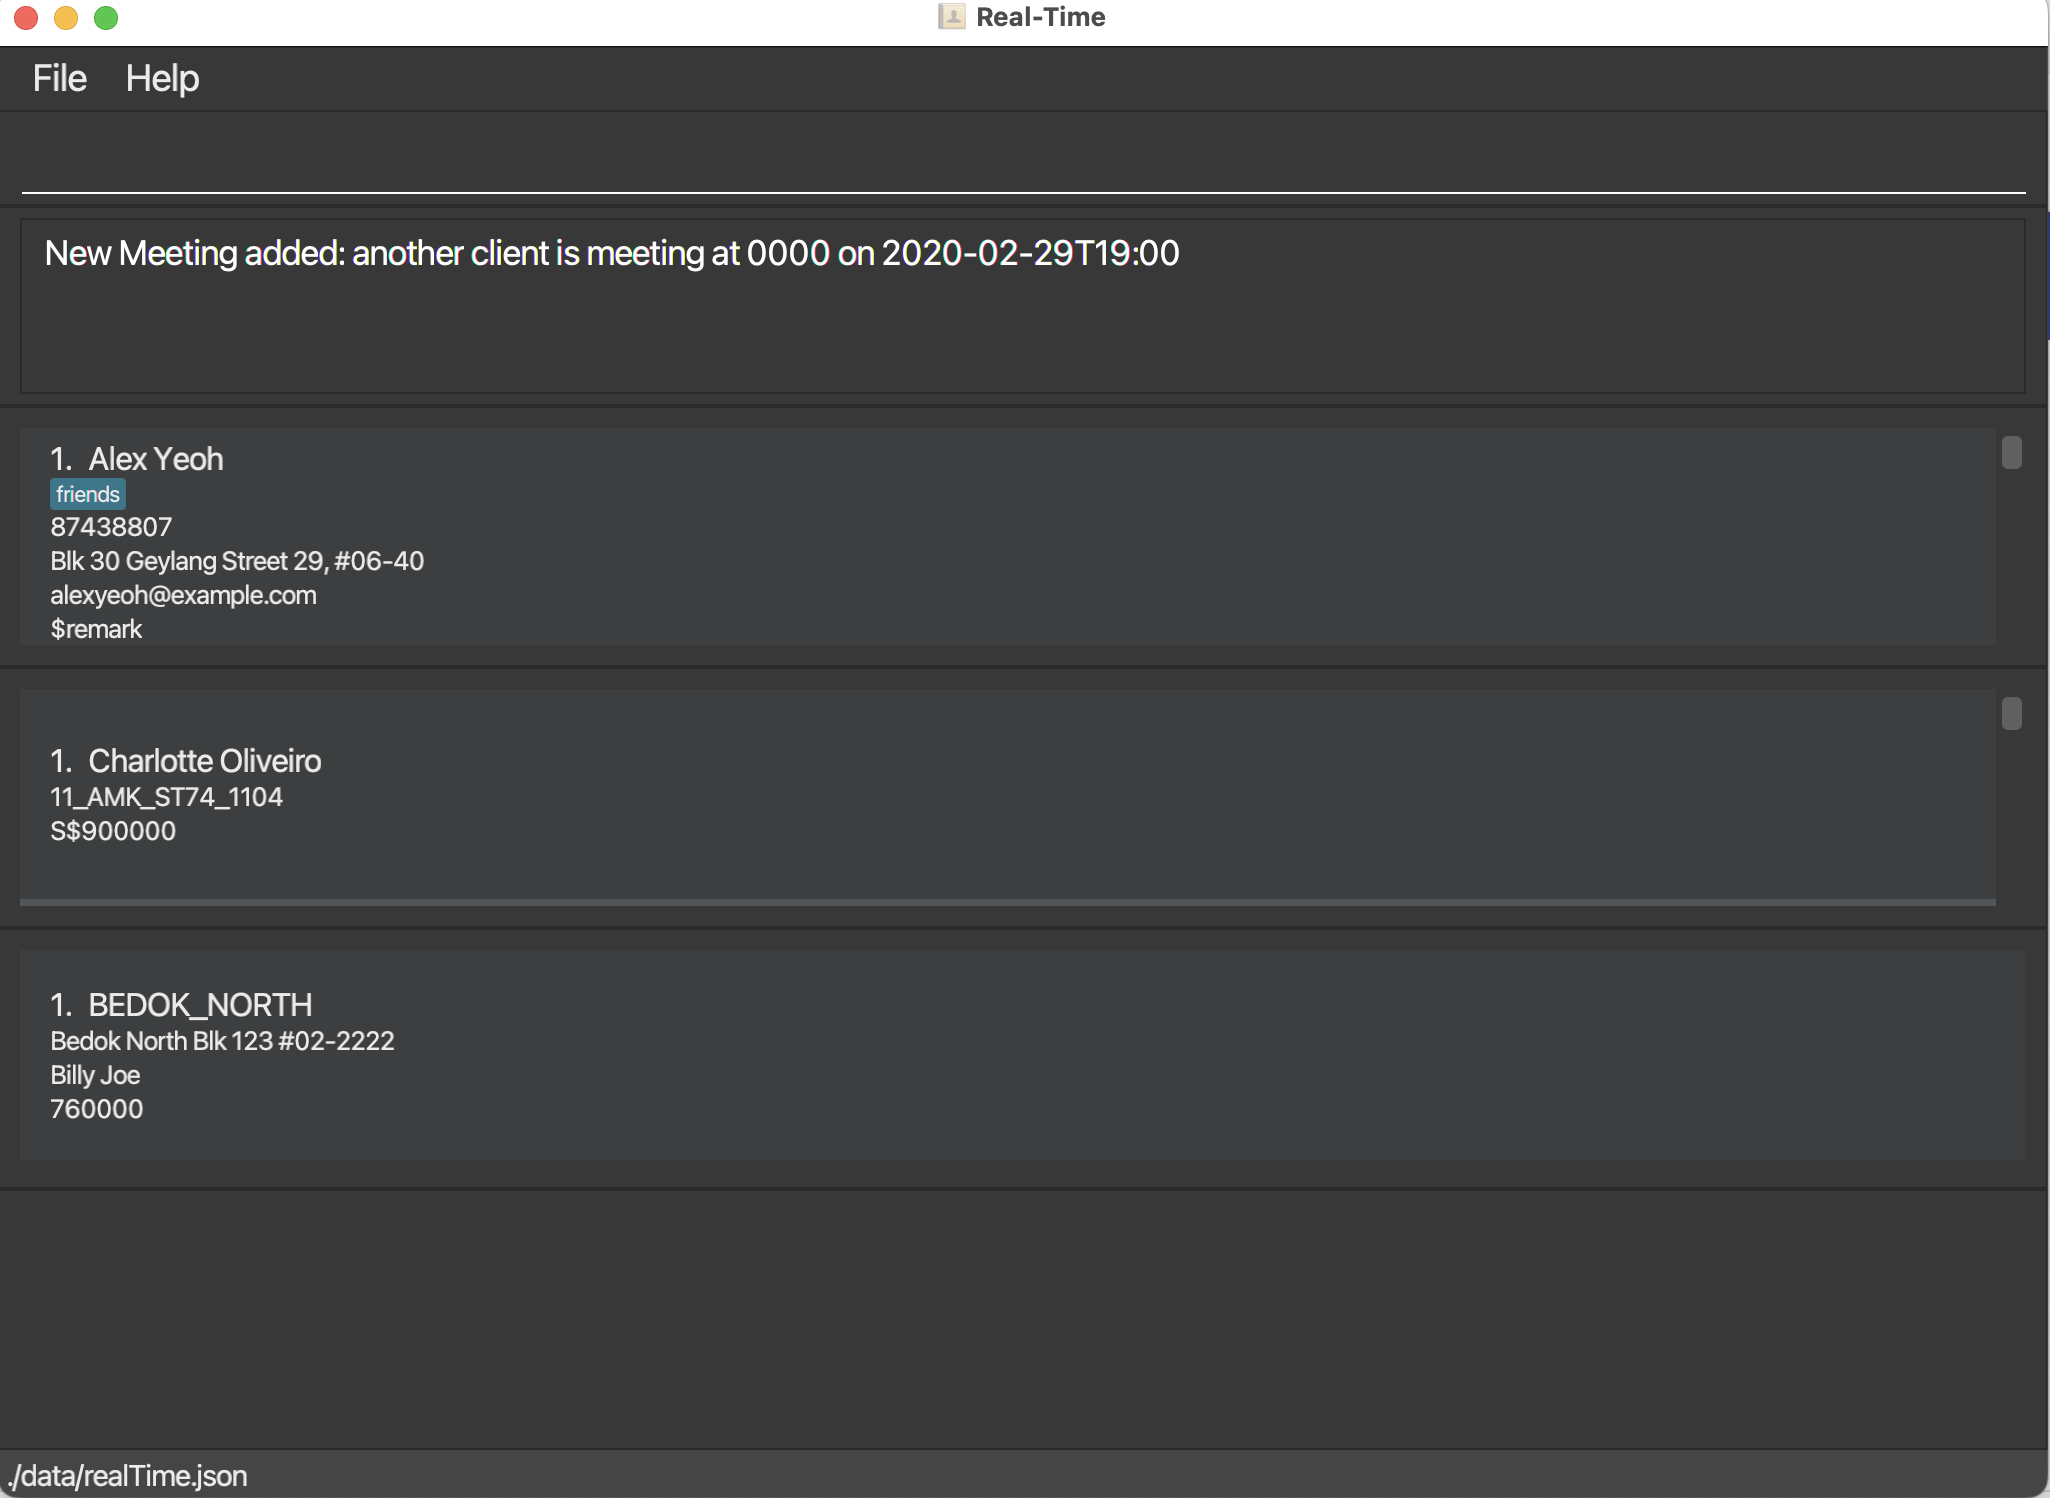 Real-Time
File Help
New Meeting added: another client is meeting at 0000 on 2020-02-29T19:00
1. Alex Yeoh
friends
87438807
Blk 30 Geylang Street 29, #06-40
alexyeoh@example.com
$remark
1. Charlotte Oliveiro
11_AMK_ST74_1104
S$900000
1. BEDOK_NORTH
Bedok North Blk 123 #02-2222
Billy Joe
760000
./data/realTime.json